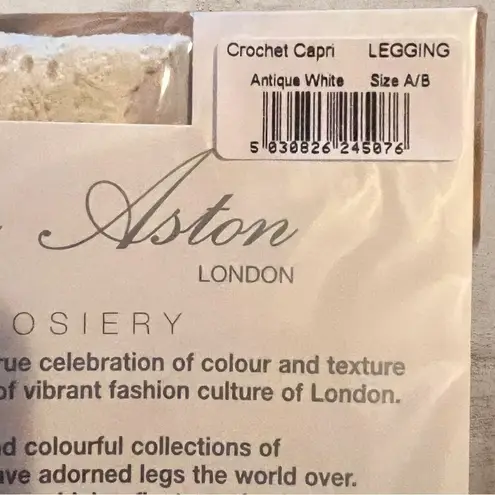 Crochet Capri LEGGING
Antique White Size A/B
5 030826 245076
Aston
LONDON
OSIERY
rue celebration of colour and texture
of vibrant fashion culture of London.
d colourful collections of
ave adorned legs the world over.